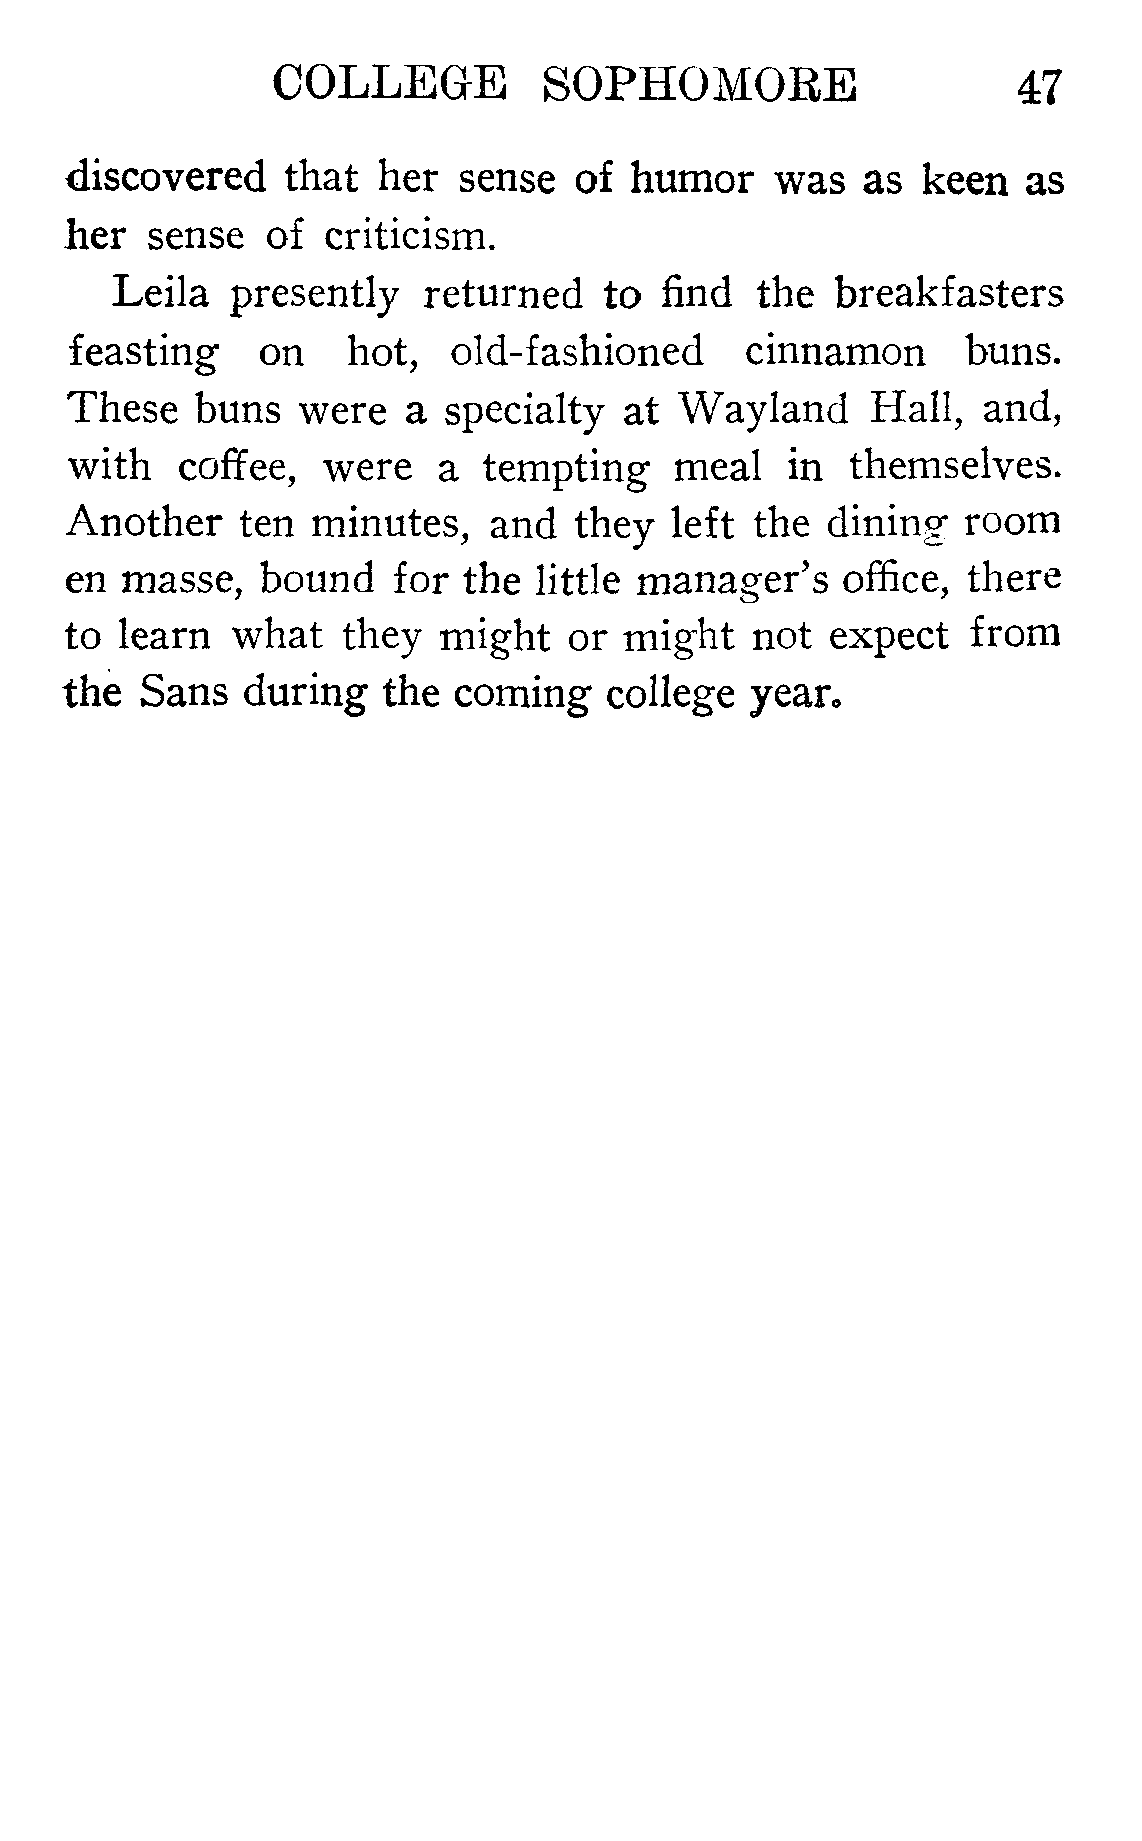 COLLEGE SOPHOMORE 47
discovered that her sense of humor was as keen as
her sense of criticism.
Leila presently returned to find the breakfasters
feasting on hot, old-fashioned cinnamon buns.
These buns were a specialty at Wayland Hall, and,
with coffee, were a tempting meal in themselves.
Another ten minutes, and they left the dining room
en masse, bound for the little manager's office, there
to learn what they might or might not expect from
the Sans during the coming college year.